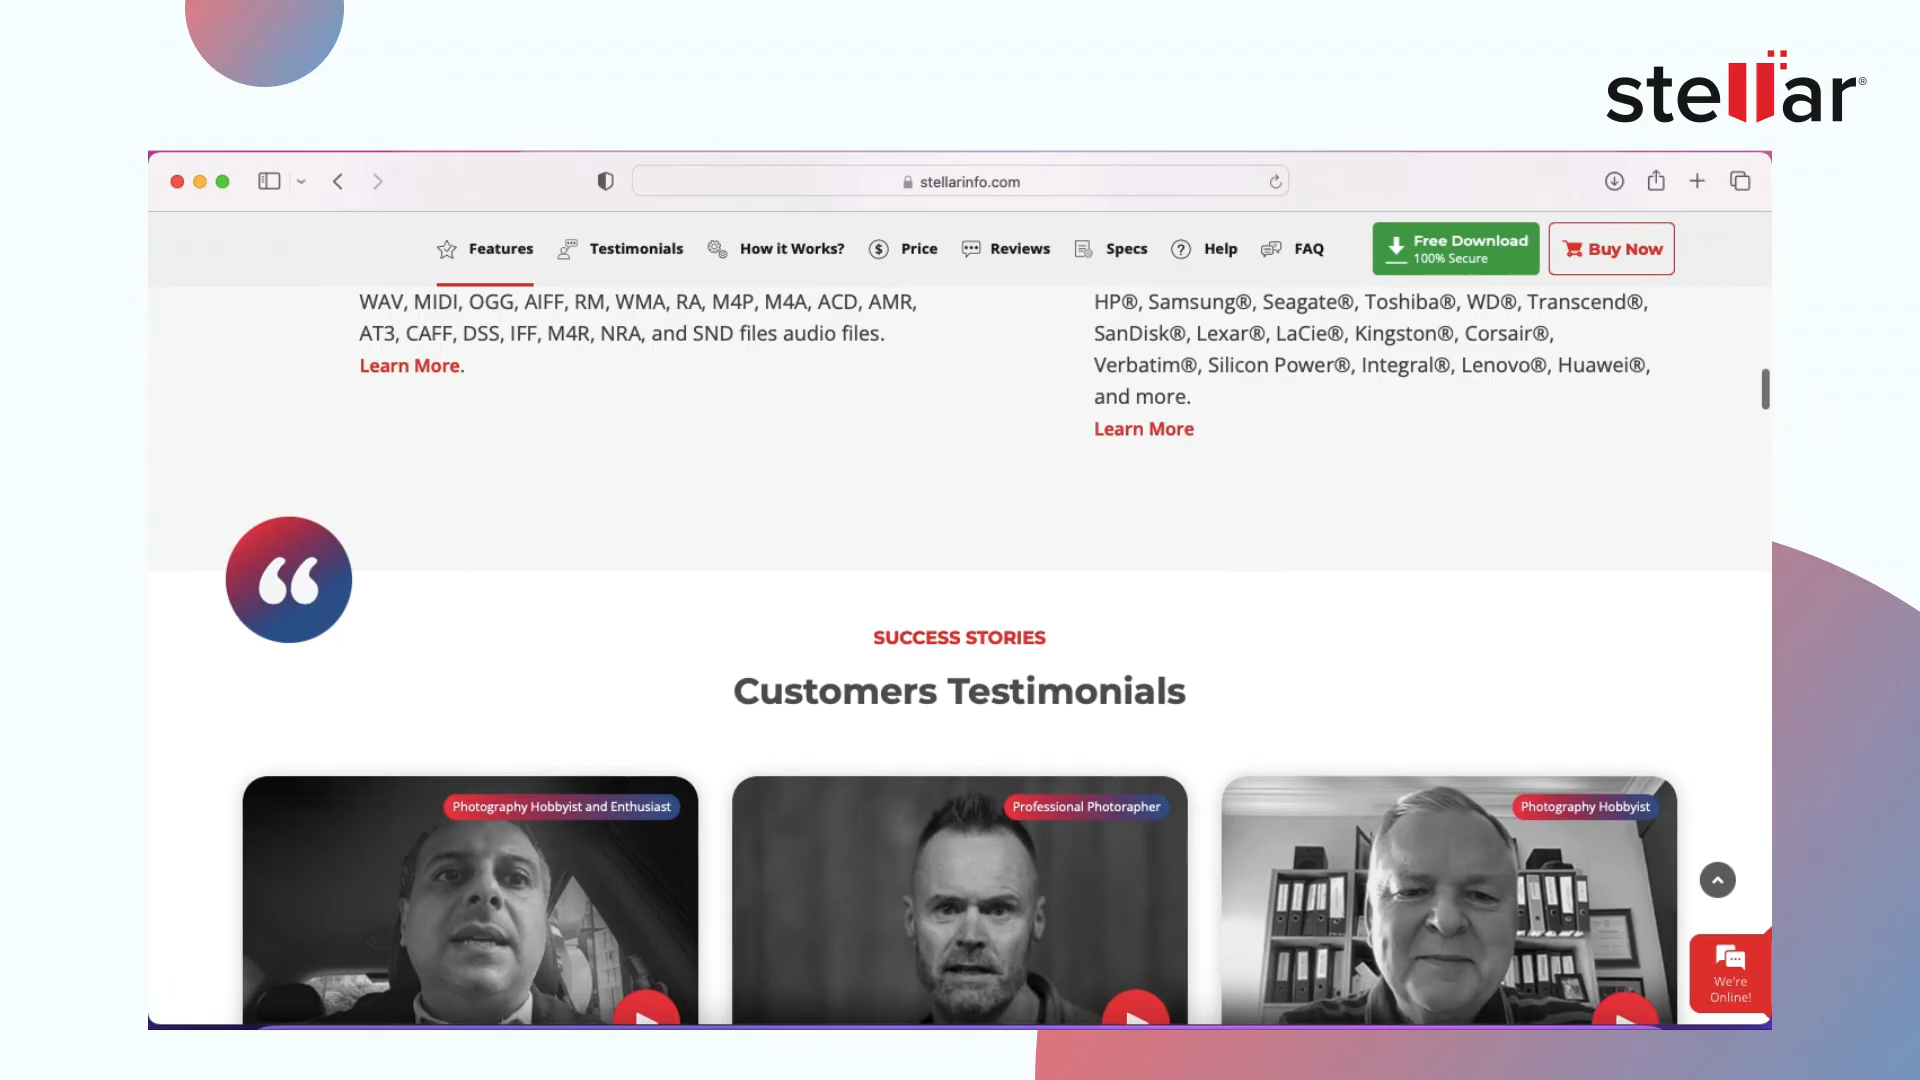 stellar®
stellarinfo.com
Features
Testimonials
How it Works?
Price
Reviews
Specs
Help
FAQ
Free Download
100% Secure
Buy Now
WAV, MIDI, OGG, AIFF, RM, WMA, RA, M4P, M4A, ACD, AMR,
AT3, CAFF, DSS, IFF, M4R, NRA, and SND files audio files.
Learn More.
HP®, Samsung®, Seagate®, Toshiba®, WD®, Transcend®,
SanDisk®, Lexar®, LaCie®, Kingston®, Corsair®,
Verbatim®, Silicon Power®, Integral®, Lenovo®, Huawei®,
and more.
Learn More
SUCCESS STORIES
Customers Testimonials
Photography Hobbyist and Enthusiast
Professional Photorapher
Photography Hobbyist
We're
Online!